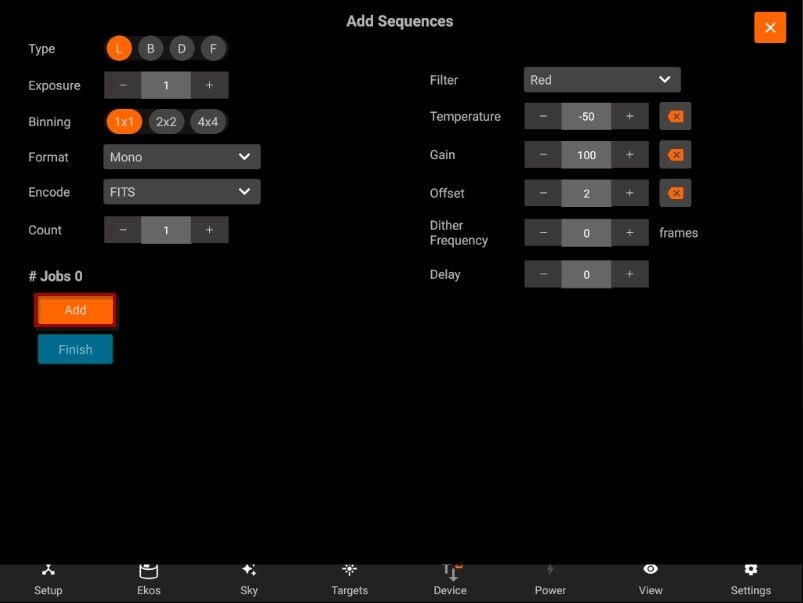 Add Sequences
Type L B D F
Exposure − 1 +
Binning 1x1 2x2 4x4
Format Mono
Encode FITS
Count − 1 +
# Jobs 0
Add
Finish
Filter Red
Temperature − -50 +
Gain − 100 +
Offset − 2 +
Dither
Frequency − 0 + frames
Delay − 0 +
Setup Ekos Sky Targets Device Power View Settings